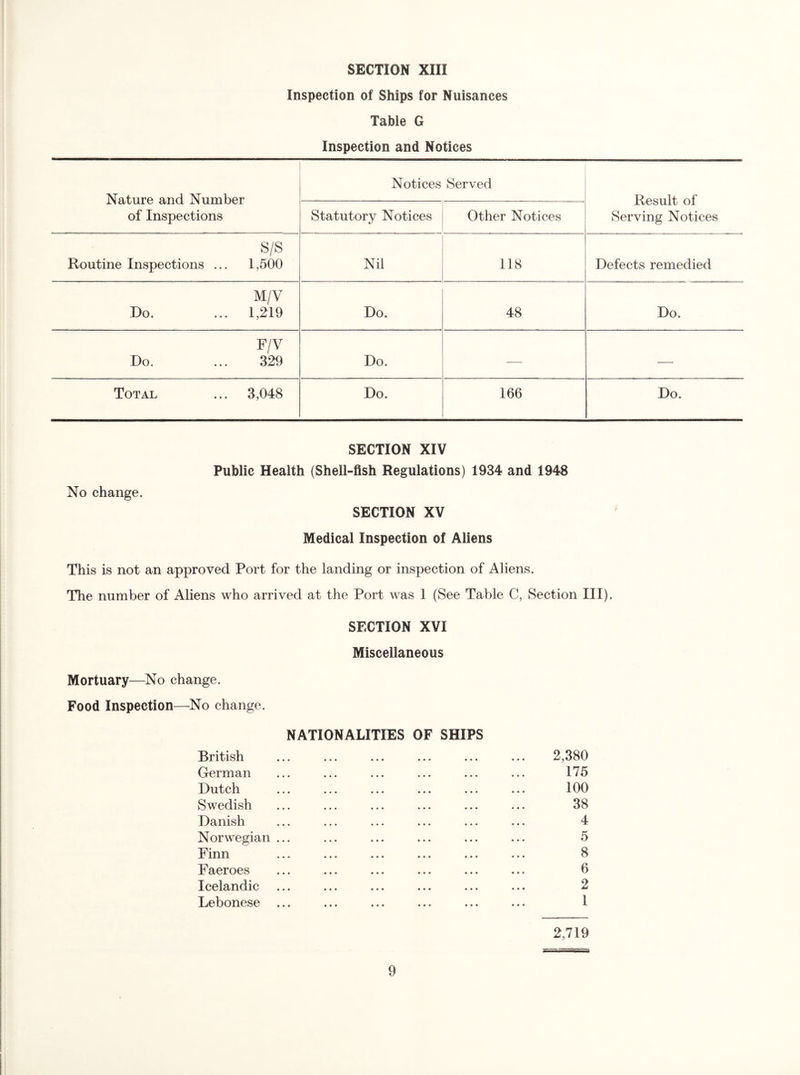 SECTION XIII
Inspection of Ships for Nuisances
Table G
Inspection and Notices
Nature and Number of Inspections
Notices Served
Result of Serving Notices
Statutory Notices
Other Notices
S/S
Routine Inspections ... 1,500 Nil 118 Defects remedied
M/V
Do. ... 1,219 Do. 48 Do.
F/V
Do. ... 329 Do. — —
TOTAL ... 3,048 Do. 166 Do.
SECTION XIV
Public Health (Shell-fish Regulations) 1934 and 1948
No change.
SECTION XV
Medical Inspection of Aliens
This is not an approved Port for the landing or inspection of Aliens.
The number of Aliens who arrived at the Port was 1 (See Table C, Section III).
SECTION XVI
Miscellaneous
Mortuary—No change.
Food Inspection—No change.
NATIONALITIES OF SHIPS
British ... ... ... ... ... ... 2,380
German ... ... ... ... ... ... 175
Dutch ... ... ... ... ... ... 100
Swedish ... ... ... ... ... ... 38
Danish ... ... ... ... ... ... 4
Norwegian ... ... ... ... ... ... 5
Finn ... ... ... ... ... ... 8
Faeroes ... ... ... ... ... ... 6
Icelandic ... ... ... ... ... ... 2
Lebonese ... ... ... ... ... ... 1
2,719
9